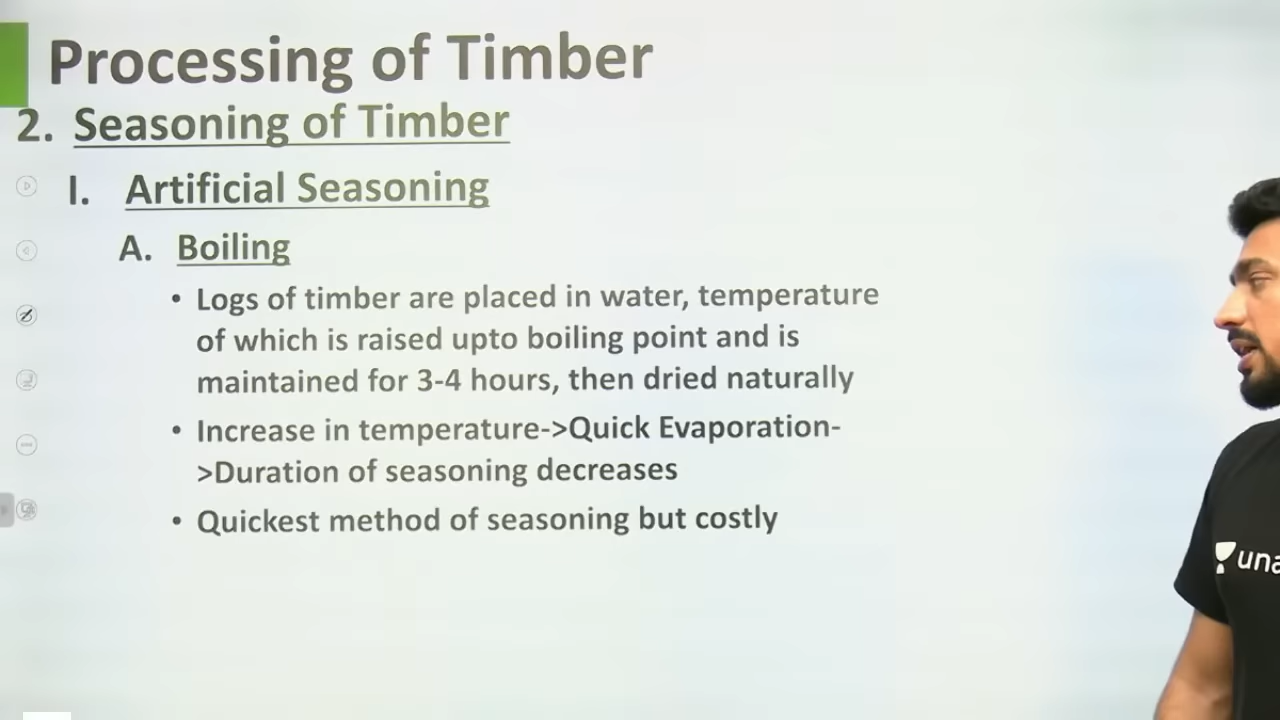 Processing of Timber
2. Seasoning of Timber
I. Artificial Seasoning
A. Boiling
• Logs of timber are placed in water, temperature
of which is raised upto boiling point and is
maintained for 3-4 hours, then dried naturally
• Increase in temperature->Quick Evaporation-
>Duration of seasoning decreases
• Quickest method of seasoning but costly
una